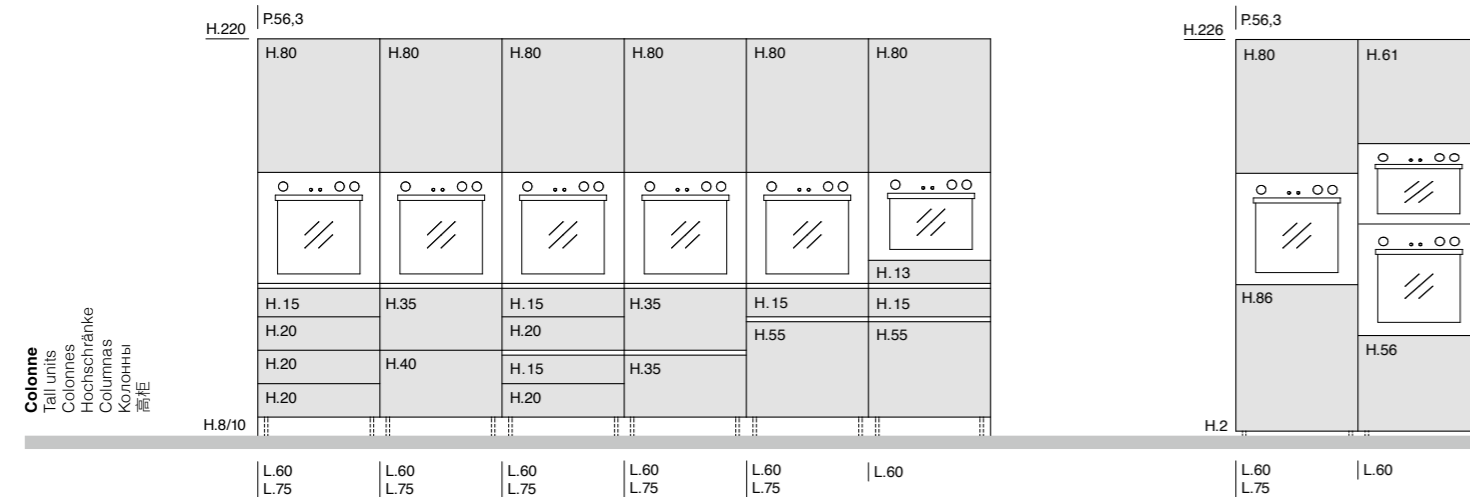 Colonne
Tall units
Colonnes
Hochschränke
Columnas
Колонны
高柜
H.220
P.56,3
H.80 H.80 H.80 H.80 H.80 H.80
H.13
H.15 H.35 H.15 H.35 H.15 H.15
H.20 H.20 H.55 H.55
H.20 H.40 H.15 H.35
H.20 H.20
H.8/10
L.60 L.60 L.60 L.60 L.60 L.60
L.75 L.75 L.75 L.75 L.75
H.226
P.56,3
H.80 H.61
H.86
H.56
H.2
L.60 L.60
L.75